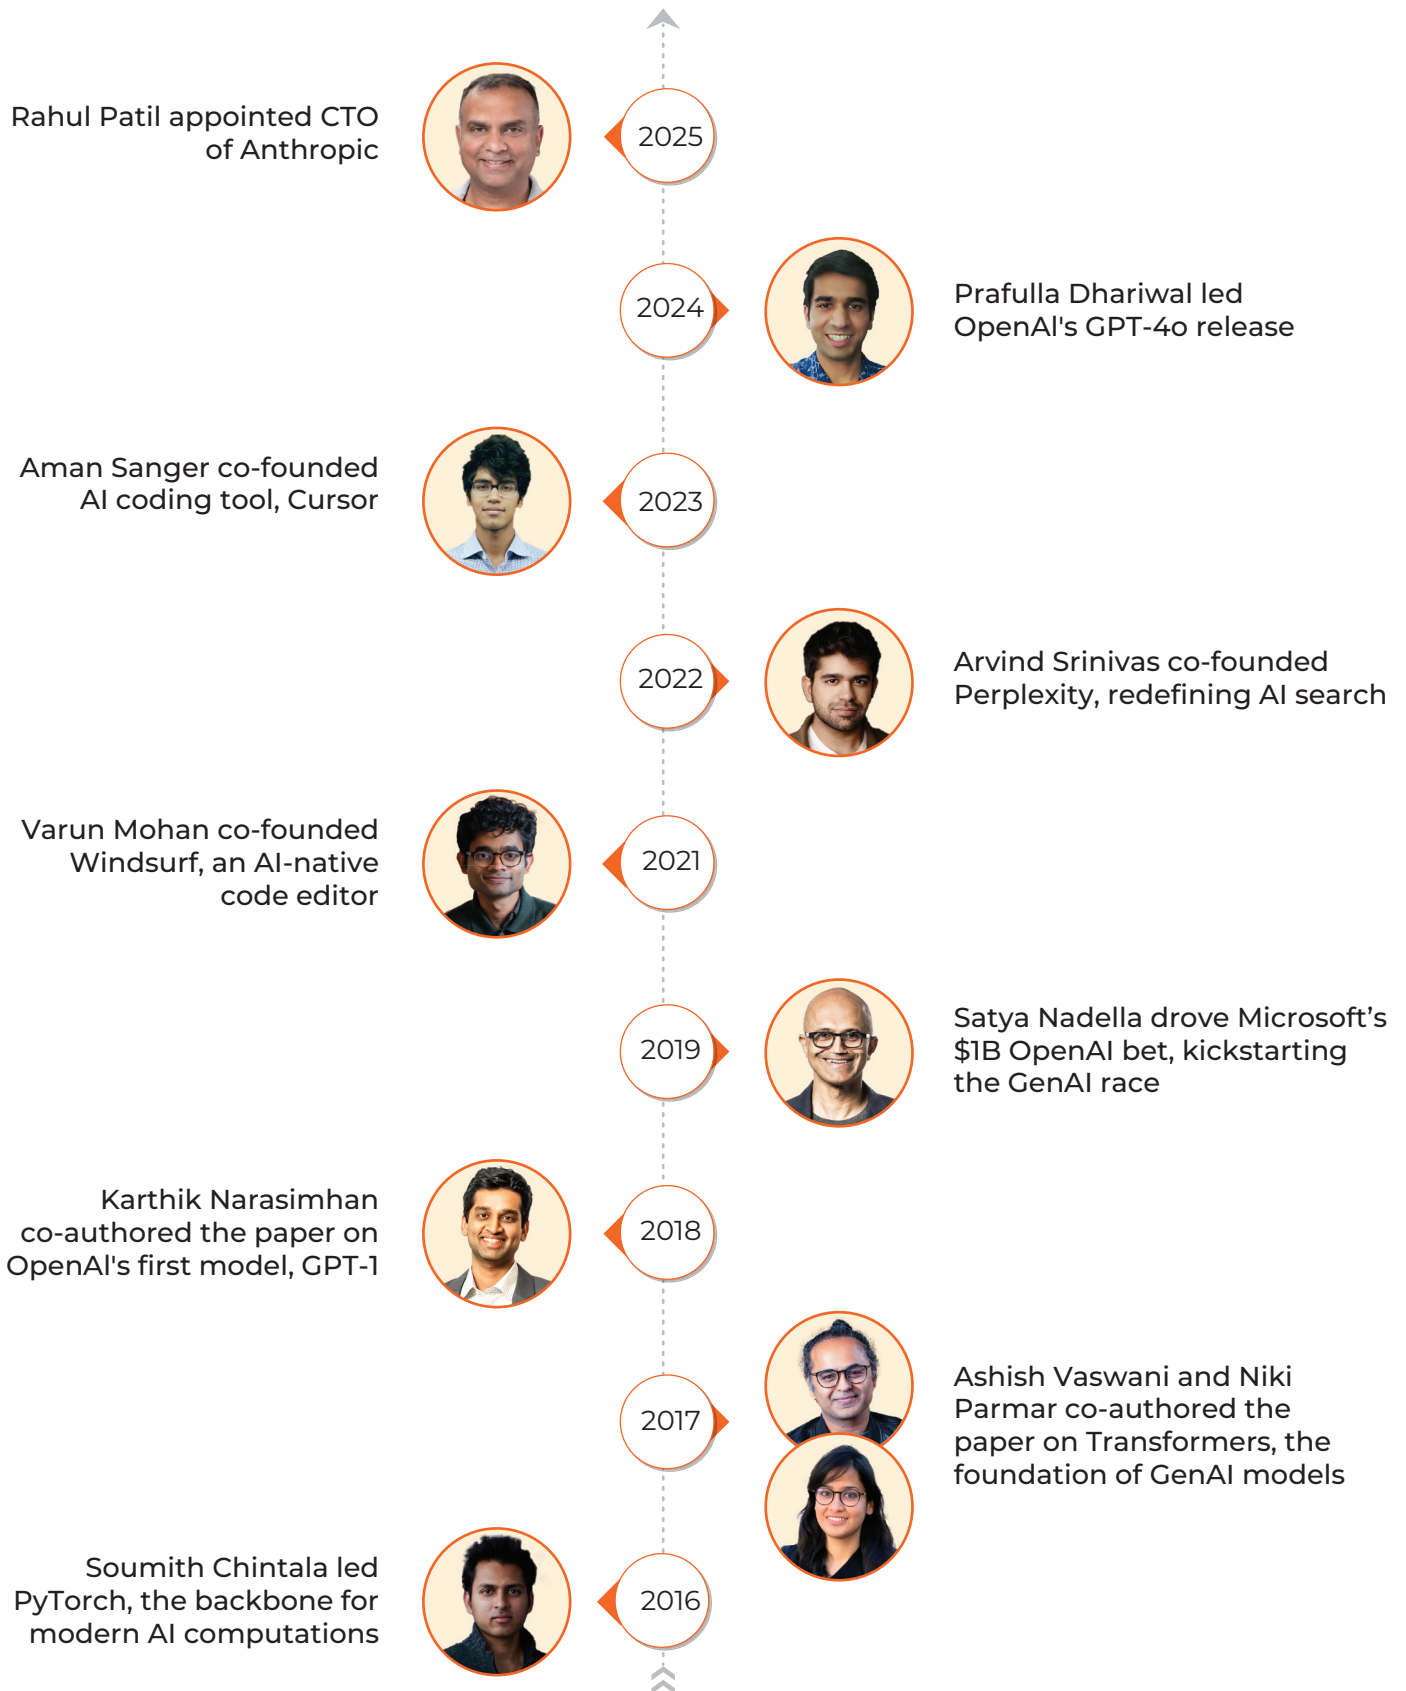 Rahul Patil appointed CTO
of Anthropic
2025
2024
Prafulla Dhariwal led
OpenAI's GPT-4o release
Aman Sanger co-founded
AI coding tool, Cursor
2023
2022
Arvind Srinivas co-founded
Perplexity, redefining AI search
Varun Mohan co-founded
Windsurf, an AI-native
code editor
2021
2019
Satya Nadella drove Microsoft’s
$1B OpenAI bet, kickstarting
the GenAI race
Karthik Narasimhan
co-authored the paper on
OpenAI's first model, GPT-1
2018
2017
Ashish Vaswani and Niki
Parmar co-authored the
paper on Transformers, the
foundation of GenAI models
Soumith Chintala led
PyTorch, the backbone for
modern AI computations
2016